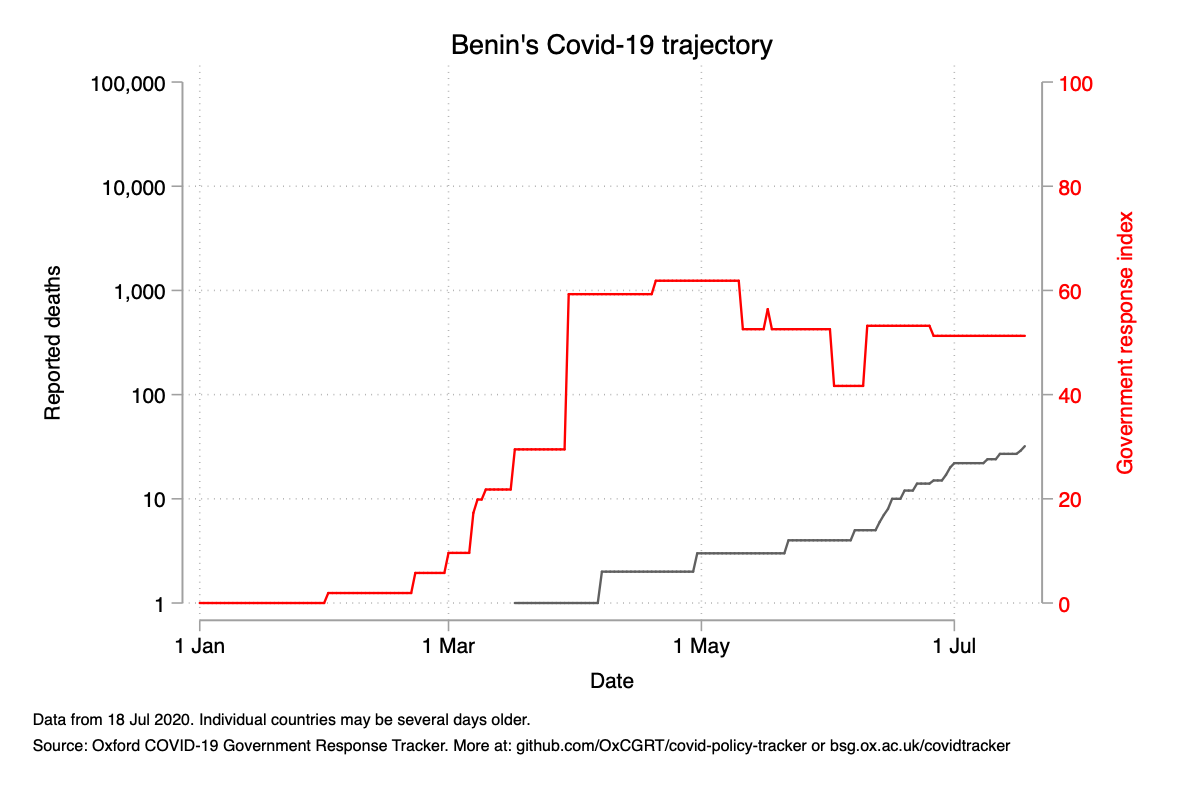 Benin's Covid-19 trajectory
100,000
10,000
1,000
100
10
1
Reported deaths
100
80
60
40
20
0
Government response index
1 Jan
1 Mar
1 May
1 Jul
Date
Data from 18 Jul 2020. Individual countries may be several days older.
Source: Oxford COVID-19 Government Response Tracker. More at: github.com/OxCGRT/covid-policy-tracker or bsg.ox.ac.uk/covidtracker